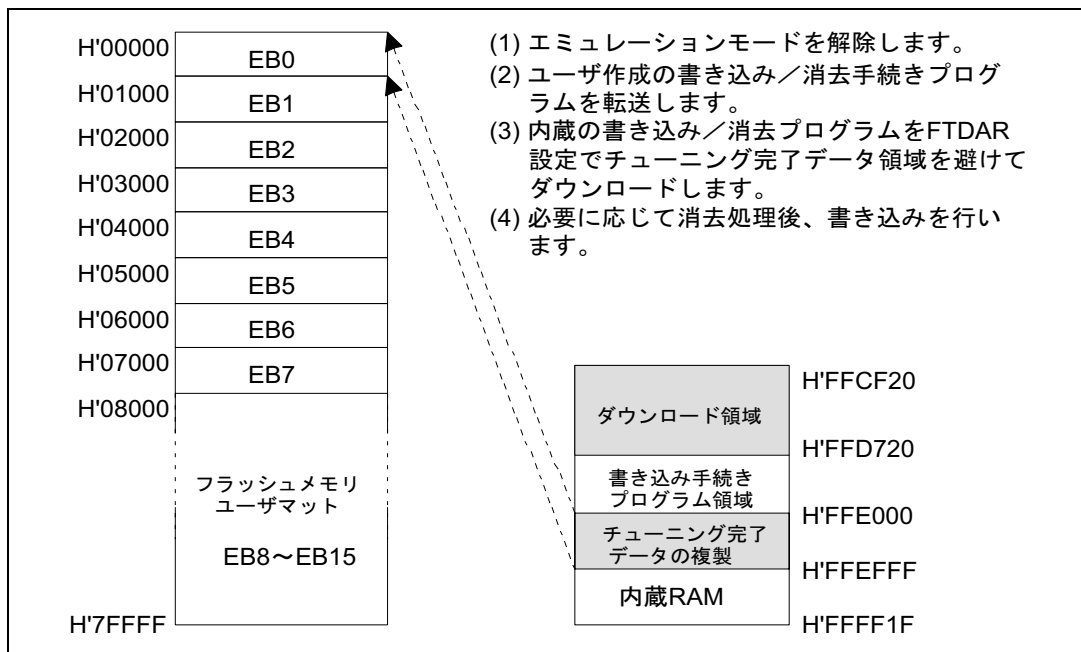 H'00000
EB0
H'01000
EB1
H'02000
EB2
H'03000
EB3
H'04000
EB4
H'05000
EB5
H'06000
EB6
H'07000
EB7
H'08000
フラッシュメモリ
ユーザマット
EB8～EB15
H'7FFFF
(1) エミュレーションモードを解除します。
(2) ユーザ作成の書き込み／消去手続きプログ
ラムを転送します。
(3) 内蔵の書き込み／消去プログラムをFTDAR
設定でチューニング完了データ領域を避けて
ダウンロードします。
(4) 必要に応じて消去処理後、書き込みを行い
ます。
H'FFCF20
ダウンロード領域
H'FFD720
書き込み手続き
プログラム領域
H'FFE000
チューニング完了
データの複製
H'FFEFFF
内蔵RAM
H'FFFF1F